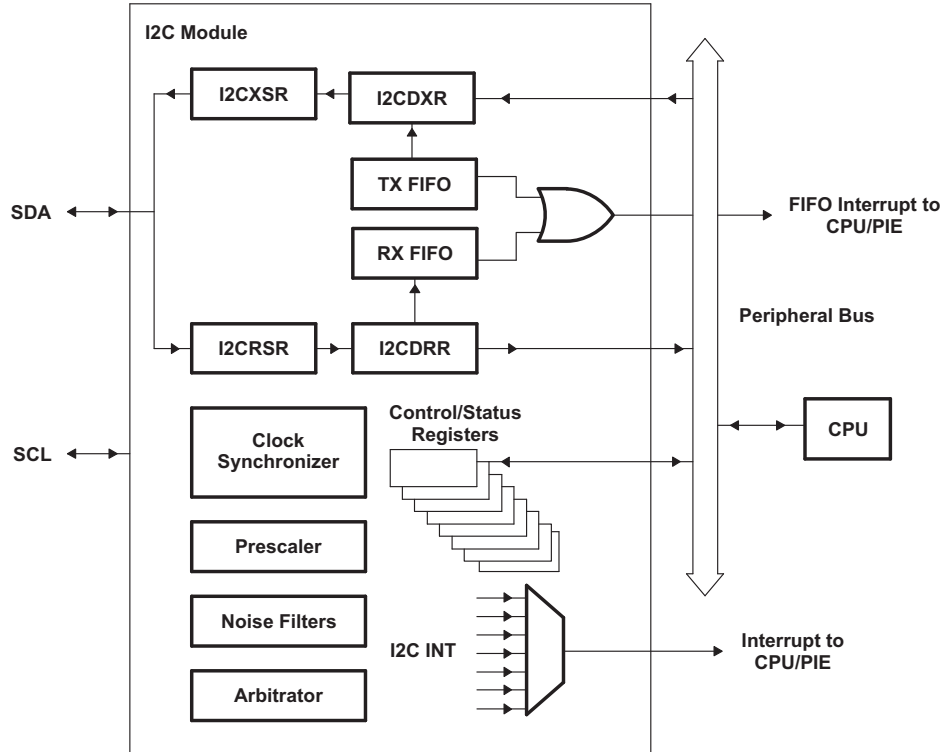 I2C Module
I2CXSR
I2CDXR
TX FIFO
SDA
FIFO Interrupt to
CPU/PIE
RX FIFO
Peripheral Bus
I2CRSR
I2CDRR
Control/Status
Registers
CPU
Clock
Synchronizer
SCL
Prescaler
Noise Filters
I2C INT
Interrupt to
CPU/PIE
Arbitrator